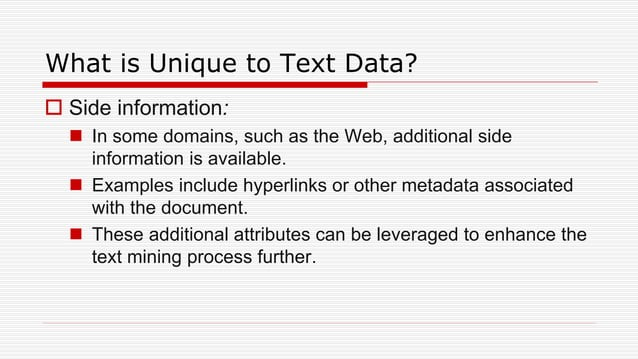 What is Unique to Text Data?
Side information:
In some domains, such as the Web, additional side
information is available.
Examples include hyperlinks or other metadata associated
with the document.
These additional attributes can be leveraged to enhance the
text mining process further.